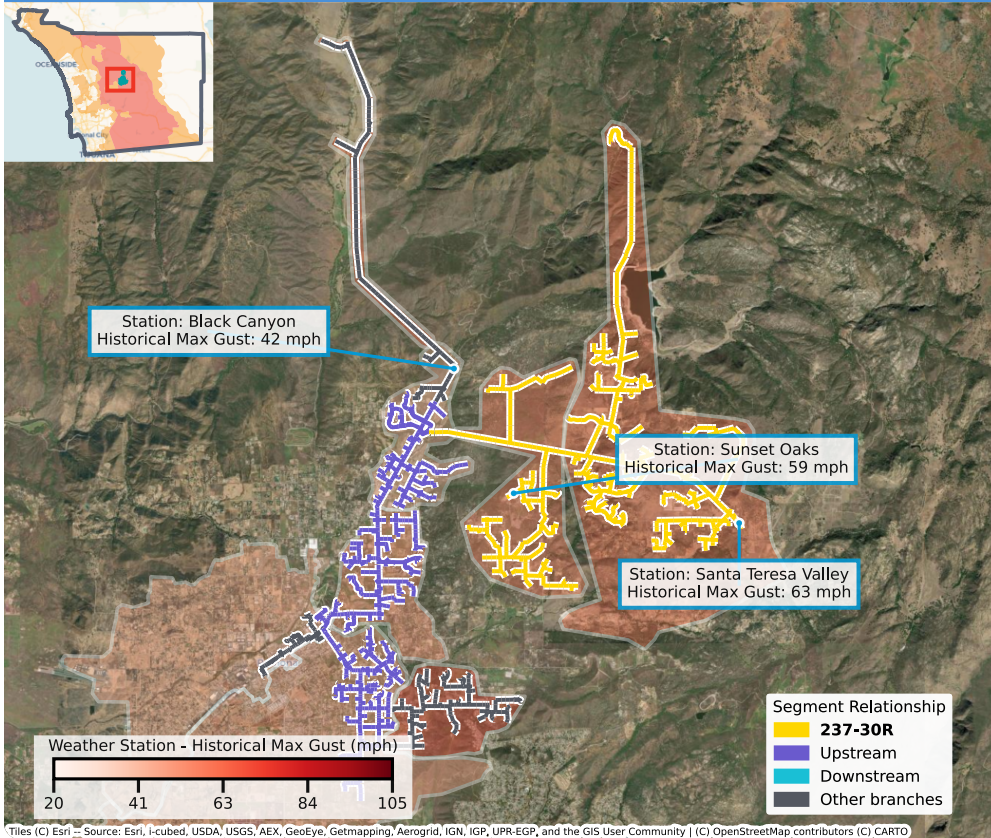 OCEANSIDE
nal City
Station: Black Canyon
Historical Max Gust: 42 mph
Station: Sunset Oaks
Historical Max Gust: 59 mph
Station: Santa Teresa Valley
Historical Max Gust: 63 mph
Segment Relationship
237-30R
Upstream
Downstream
Other branches
Weather Station - Historical Max Gust (mph)
20 41 63 84 105
Tiles (C) Esri -- Source: Esri, i-cubed, USDA, USGS, AEX, GeoEye, Getmapping, Aerogrid, IGN, IGP, UPR-EGP, and the GIS User Community | (C) OpenStreetMap contributors (C) CARTO